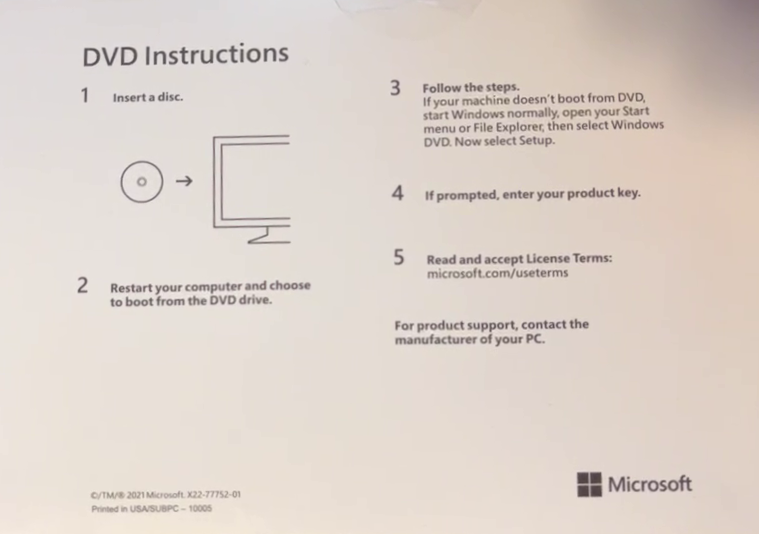 DVD Instructions
1 Insert a disc.
2 Restart your computer and choose
to boot from the DVD drive.
3 Follow the steps.
If your machine doesn't boot from DVD,
start Windows normally, open your Start
menu or File Explorer, then select Windows
DVD. Now select Setup.
4 If prompted, enter your product key.
5 Read and accept License Terms:
microsoft.com/useterms
For product support, contact the
manufacturer of your PC.
©/TM/® 2021 Microsoft. X22-77752-01
Printed in USA/SUBPC – 10005
Microsoft